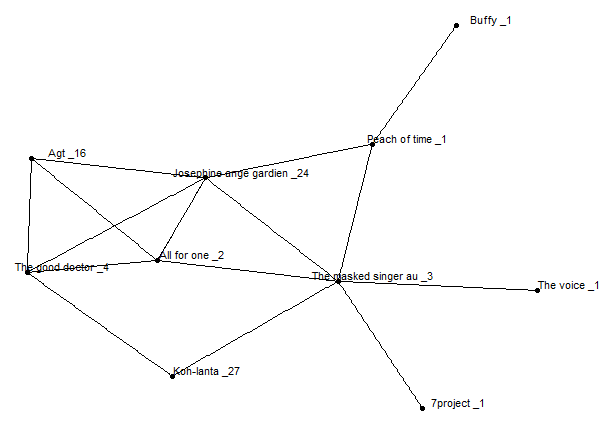 Buffy _1
Peach of time _1
Agt _16
Josephine ange gardien _24
All for one _2
The good doctor _4
The masked singer au _3
The voice _1
Koh-lanta _27
7project _1